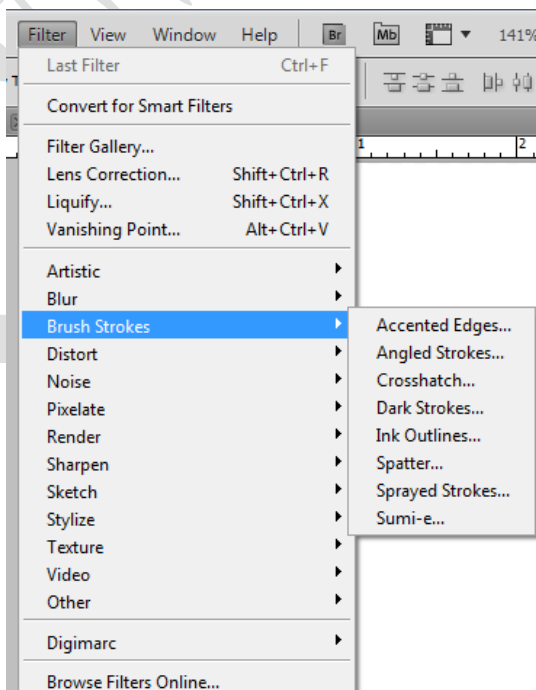 Filter View Window Help Br Mb 141%
Last Filter Ctrl+F
Convert for Smart Filters
Filter Gallery...
Lens Correction... Shift+Ctrl+R
Liquify... Shift+Ctrl+X
Vanishing Point... Alt+Ctrl+V
Artistic
Blur
Brush Strokes
Distort
Noise
Pixelate
Render
Sharpen
Sketch
Stylize
Texture
Video
Other
Digimarc
Browse Filters Online...
Accented Edges...
Angled Strokes...
Crosshatch...
Dark Strokes...
Ink Outlines...
Spatter...
Sprayed Strokes...
Sumi-e...
1 2